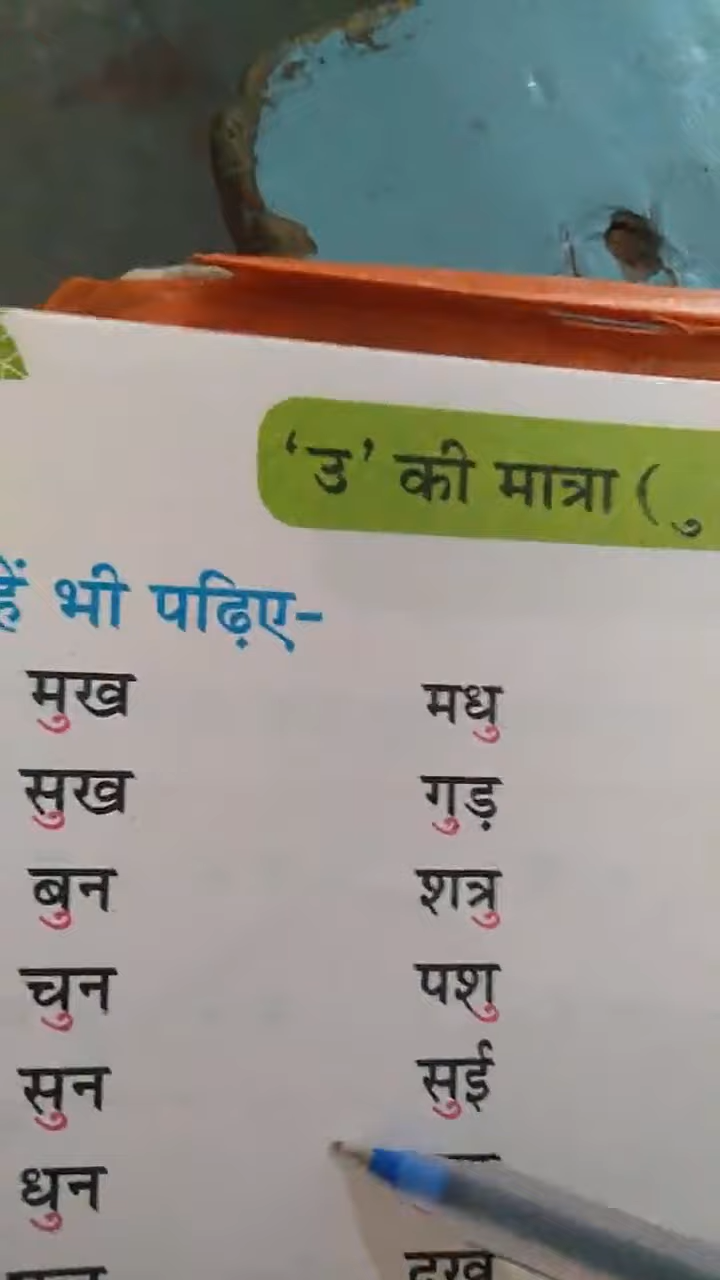 ‘उ’ की मात्रा ( ु
भी पढ़िए-
मुख मधु
सुख गुड़
बुन शत्रु
चुन पशु
सुन सुई
धुन